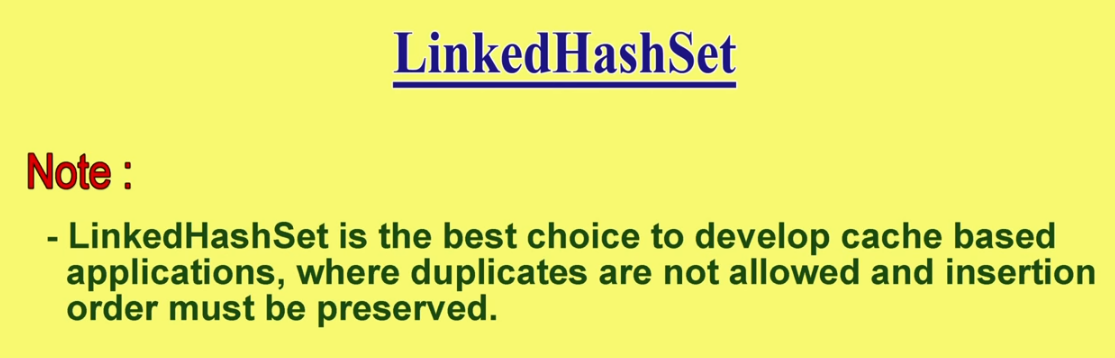 LinkedHashSet
Note :
- LinkedHashSet is the best choice to develop cache based
applications, where duplicates are not allowed and insertion
order must be preserved.